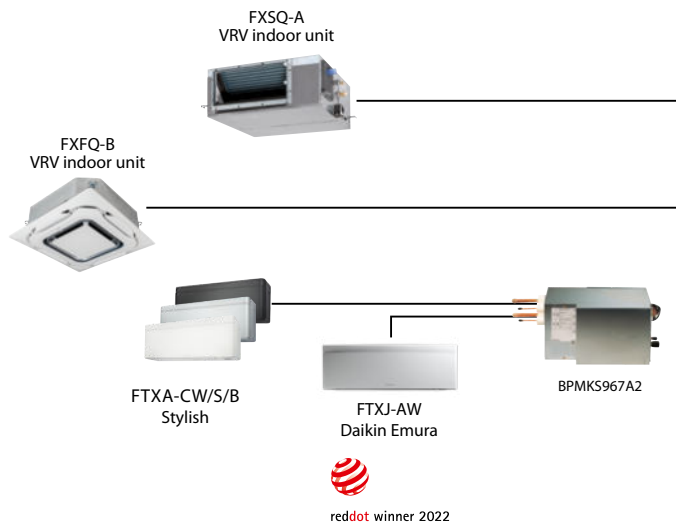 FXSQ-A
VRV indoor unit
FXFQ-B
VRV indoor unit
FTXA-CW/S/B
Stylish
FTXJ-AW
Daikin Emura
BPMKS967A2
reddot winner 2022